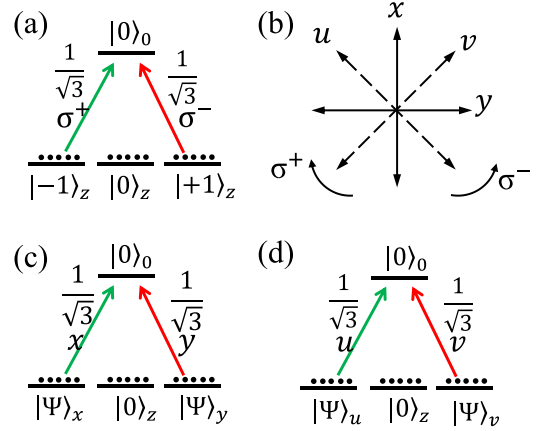 (a)
|0⟩₀
1/√3
1/√3
σ⁺
σ⁻
|−1⟩z
|0⟩z
|+1⟩z
(b)
x
u
v
y
σ⁺
σ⁻
(c)
|0⟩₀
1/√3
1/√3
x
y
|Ψ⟩x
|0⟩z
|Ψ⟩y
(d)
|0⟩₀
1/√3
1/√3
u
v
|Ψ⟩u
|0⟩z
|Ψ⟩v